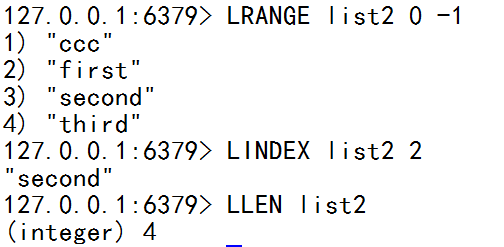 127.0.0.1:6379> LRANGE list2 0 -1
1) "ccc"
2) "first"
3) "second"
4) "third"
127.0.0.1:6379> LINDEX list2 2
"second"
127.0.0.1:6379> LLEN list2
(integer) 4